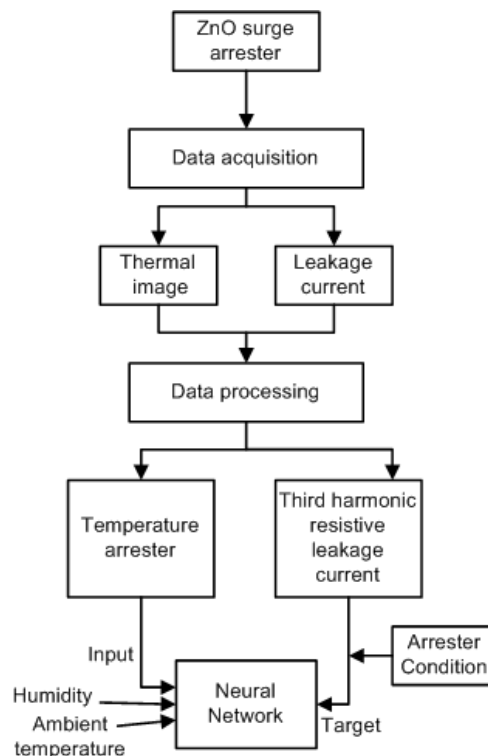 ZnO surge
arrester
Data acquisition
Thermal
image
Leakage
current
Data processing
Temperature
arrester
Third harmonic
resistive
leakage
current
Input
Arrester
Condition
Humidity
Ambient
temperature
Neural
Network
Target